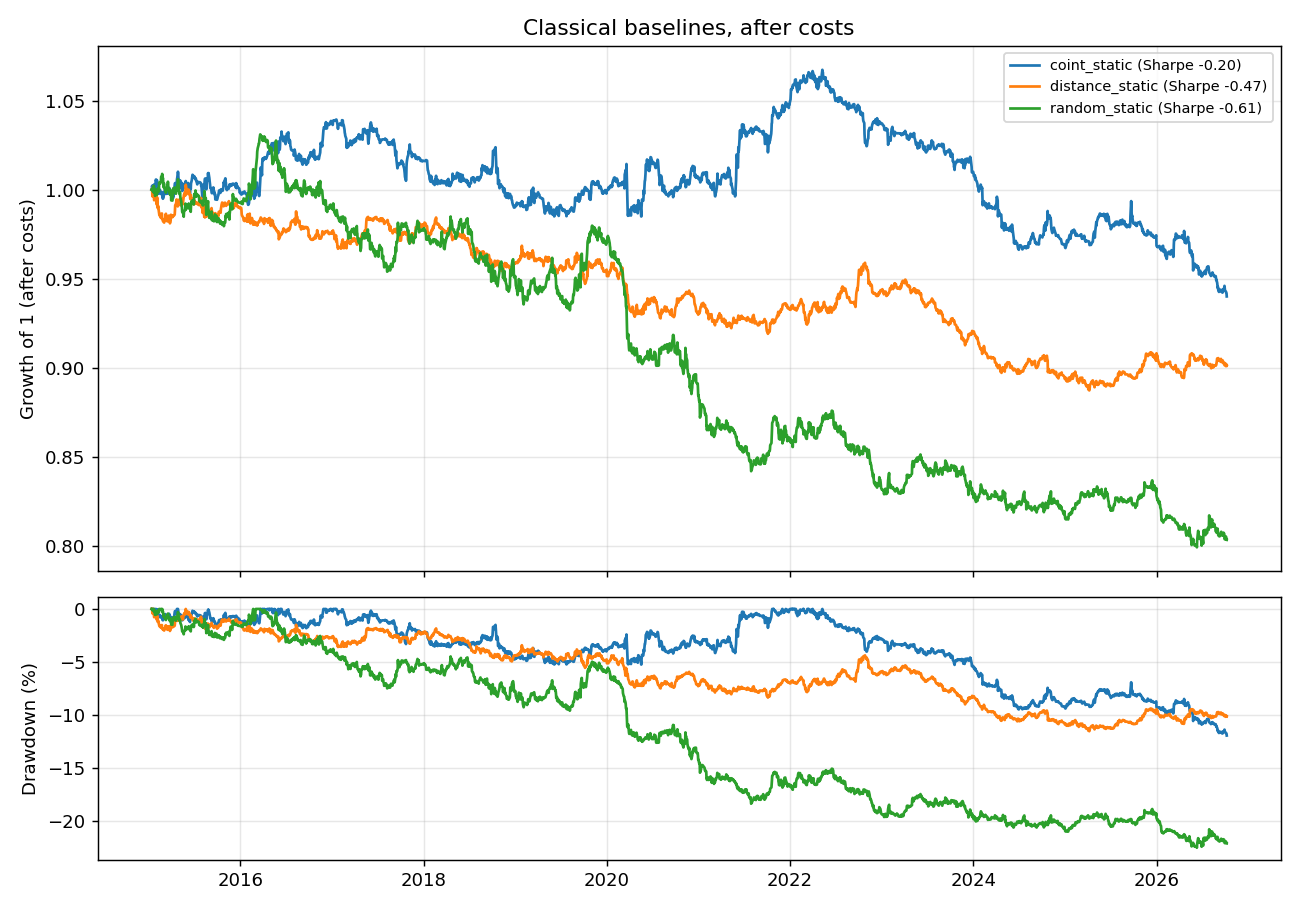 Classical baselines, after costs
coint_static (Sharpe -0.20)
distance_static (Sharpe -0.47)
random_static (Sharpe -0.61)
Growth of 1 (after costs)
1.05
1.00
0.95
0.90
0.85
0.80
Drawdown (%)
0
−5
−10
−15
−20
2016 2018 2020 2022 2024 2026